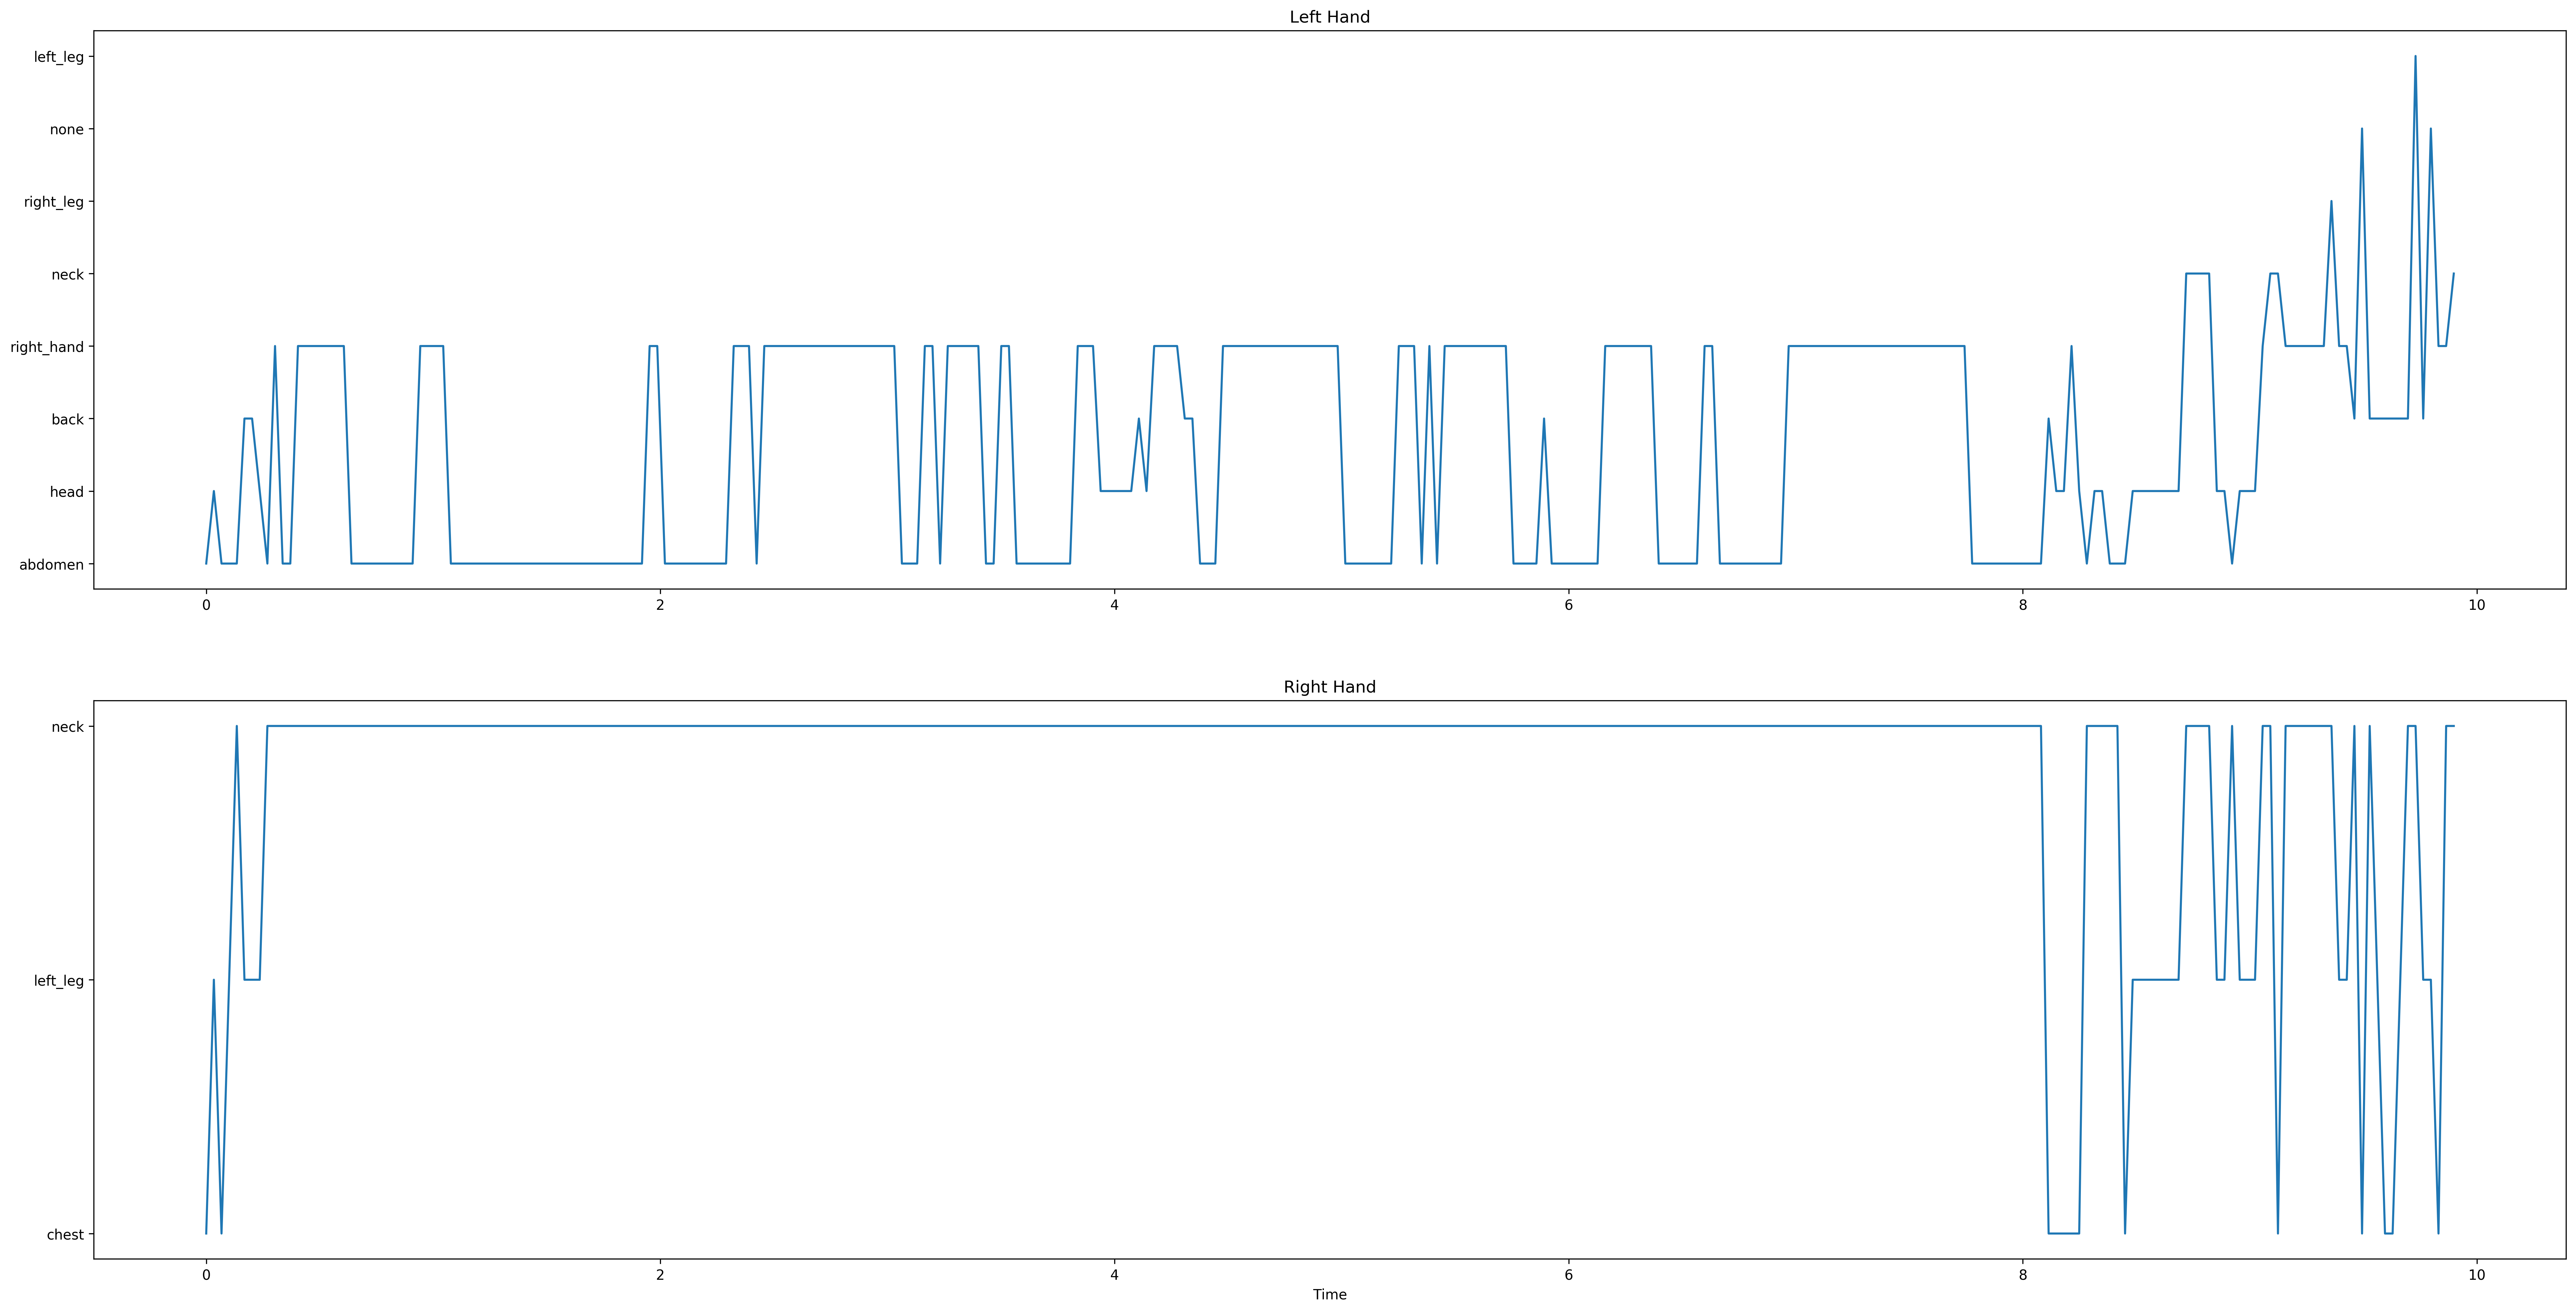 Left Hand
left_leg
none
right_leg
neck
right_hand
back
head
abdomen
0 2 4 6 8 10
Right Hand
neck
left_leg
chest
0 2 4 6 8 10
Time